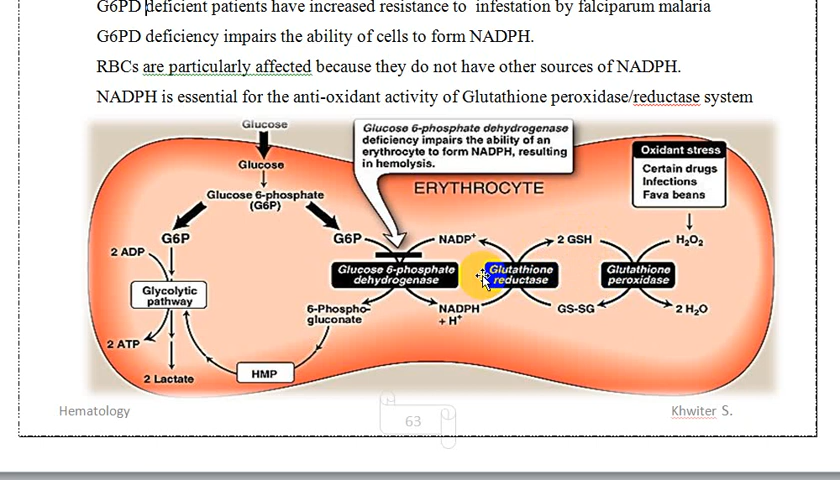 G6PD deficient patients have increased resistance to infestation by falciparum malaria
G6PD deficiency impairs the ability of cells to form NADPH.
RBCs are particularly affected because they do not have other sources of NADPH.
NADPH is essential for the anti-oxidant activity of Glutathione peroxidase/reductase system
Glucose
Glucose 6-phosphate dehydrogenase
deficiency impairs the ability of an
erythrocyte to form NADPH, resulting
in hemolysis.
Oxidant stress
Certain drugs
Infections
Fava beans
Glucose
ERYTHROCYTE
Glucose 6-phosphate
(G6P)
G6P
G6P
NADP⁺
2 GSH
H₂O₂
2 ADP
Glycolytic
pathway
Glucose 6-phosphate
dehydrogenase
Glutathione
reductase
Glutathione
peroxidase
6-Phospho-
gluconate
NADPH
+ H⁺
GS-SG
2 H₂O
2 ATP
2 Lactate
HMP
Hematology
63
Khwiter S.